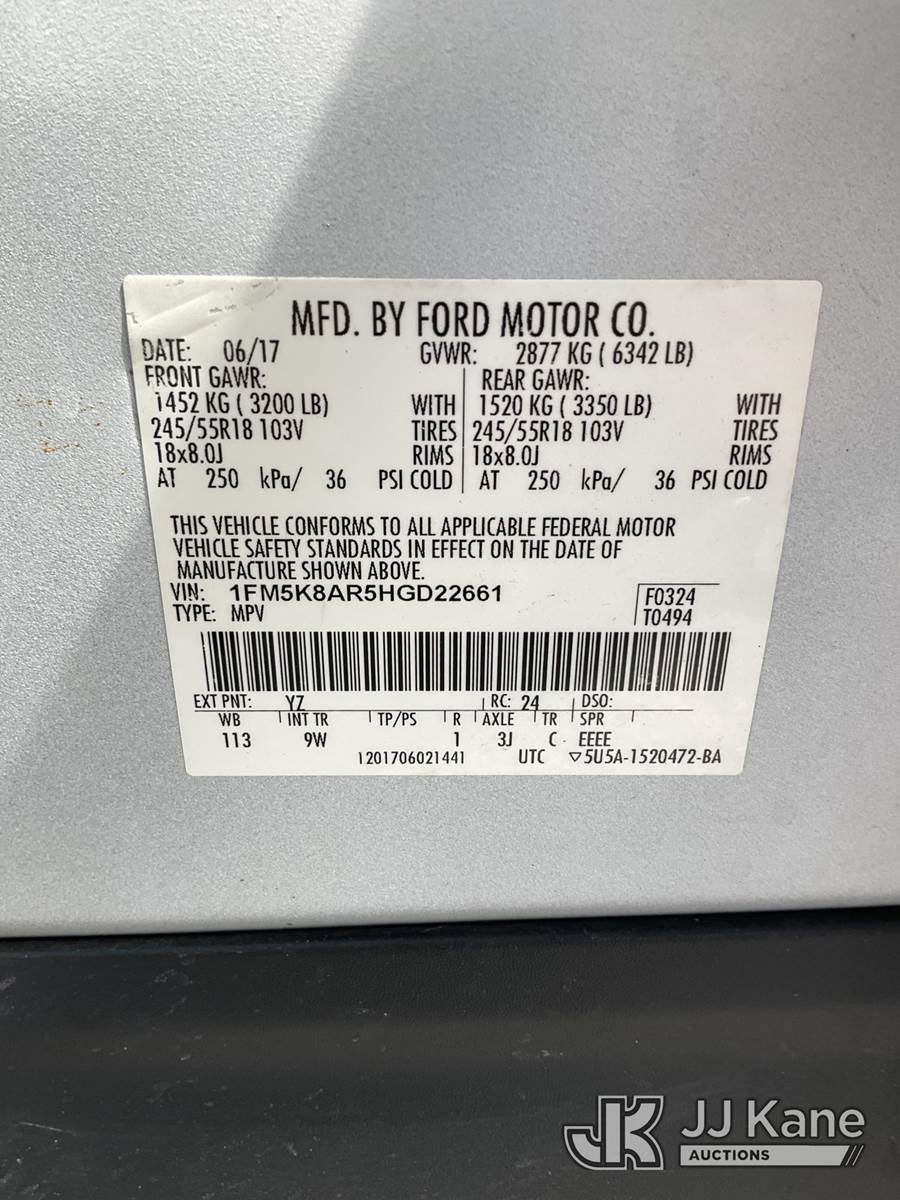 MFD. BY FORD MOTOR CO.
DATE: 06/17 GVWR: 2877 KG ( 6342 LB)
FRONT GAWR: REAR GAWR:
1452 KG ( 3200 LB) WITH 1520 KG ( 3350 LB) WITH
245/55R18 103V TIRES 245/55R18 103V TIRES
18x8.0J RIMS 18x8.0J RIMS
AT 250 kPa/ 36 PSI COLD AT 250 kPa/ 36 PSI COLD
THIS VEHICLE CONFORMS TO ALL APPLICABLE FEDERAL MOTOR
VEHICLE SAFETY STANDARDS IN EFFECT ON THE DATE OF
MANUFACTURE SHOWN ABOVE.
VIN: 1FM5K8AR5HGD22661 F0324
TYPE: MPV T0494
EXT PNT: YZ RC: 24 DSO:
WB INT TR TP/PS R AXLE TR SPR
113 9W 1 3J C EEEE
1201706021441 UTC ▽5U5A-1520472-BA
JK JJ Kane
AUCTIONS